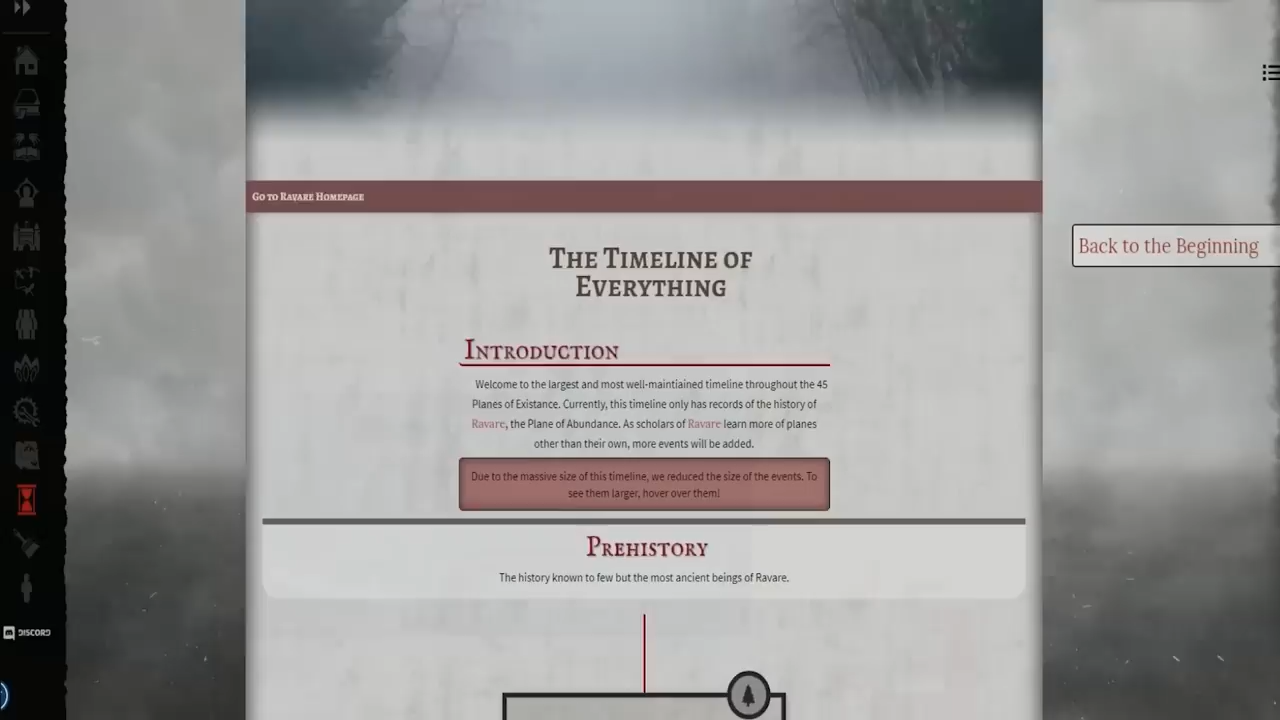 Go to Ravare Homepage
Back to the Beginning
The Timeline of
Everything
Introduction
Welcome to the largest and most well-maintiained timeline throughout the 45
Planes of Existance. Currently, this timeline only has records of the history of
Ravare, the Plane of Abundance. As scholars of Ravare learn more of planes
other than their own, more events will be added.
Due to the massive size of this timeline, we reduced the size of the events. To
see them larger, hover over them!
Prehistory
The history known to few but the most ancient beings of Ravare.
DISCORD